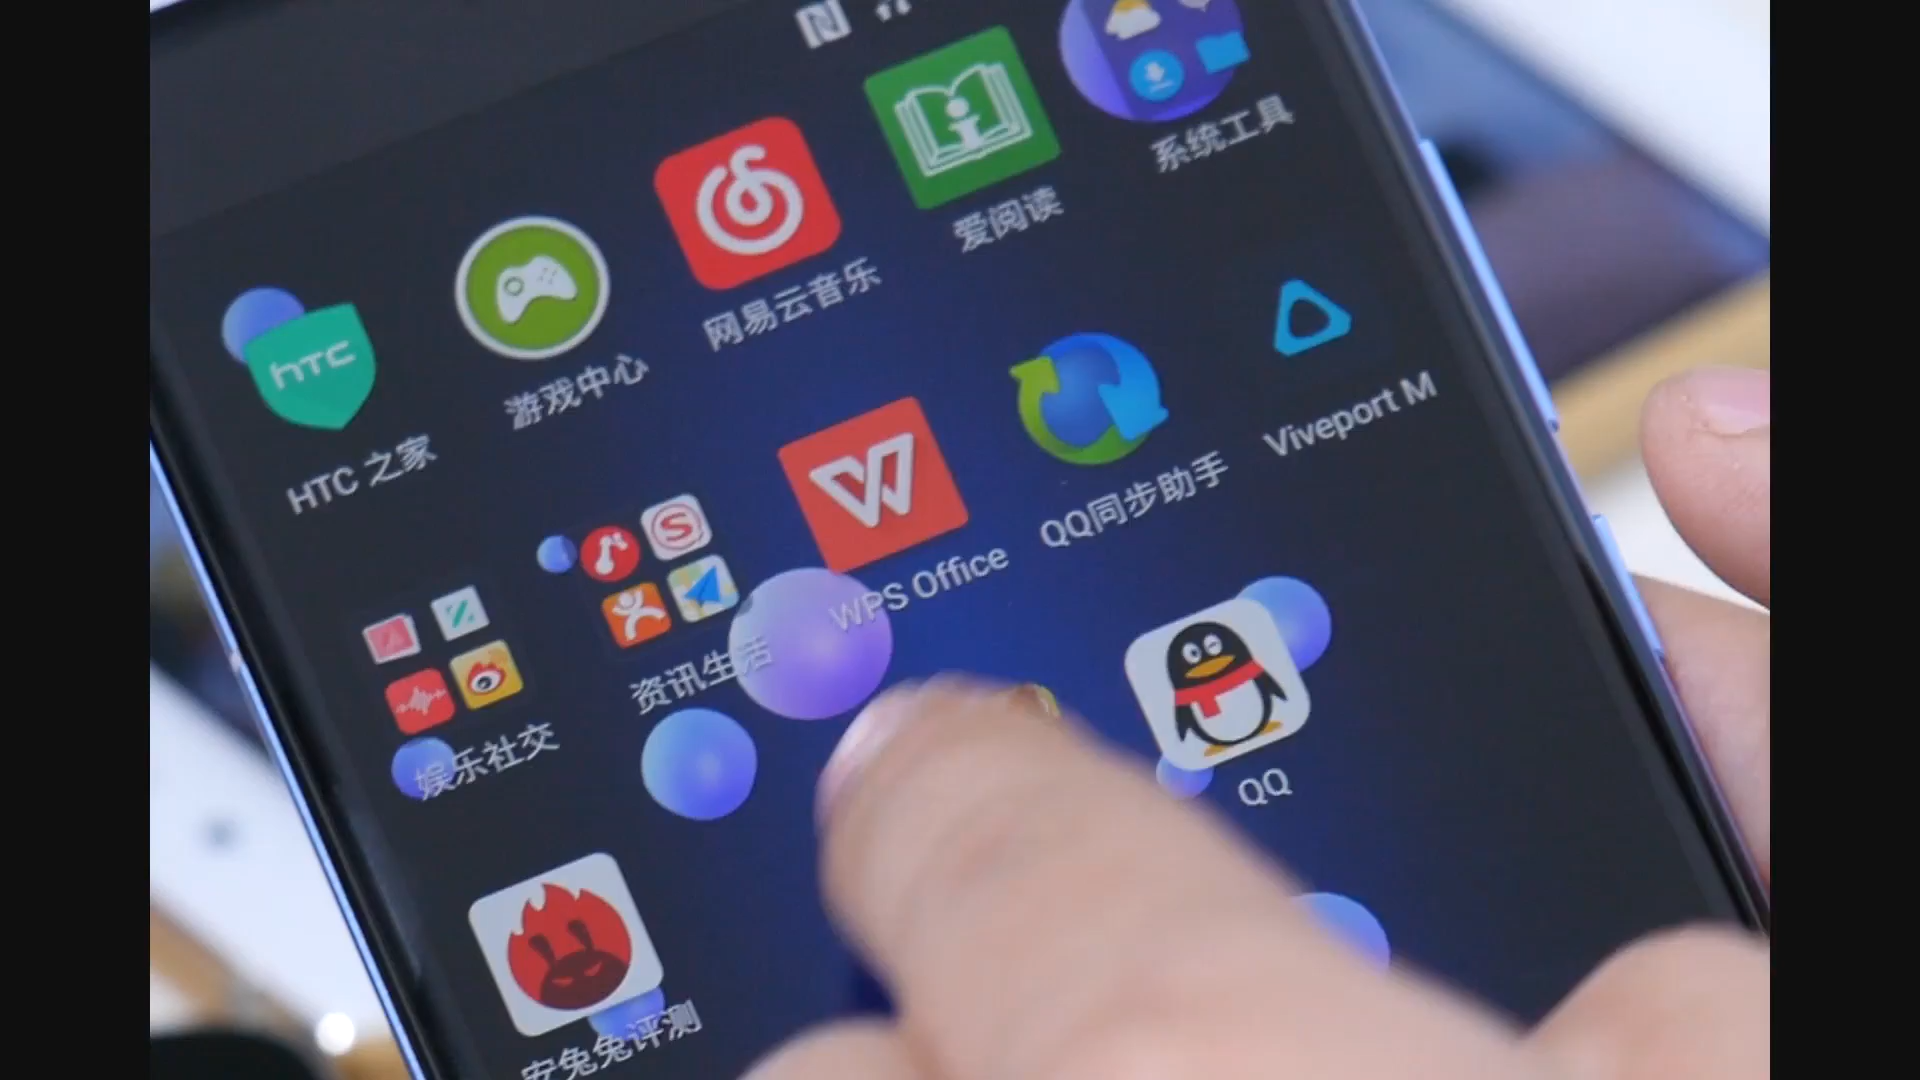 系统工具
爱阅读
网易云音乐
游戏中心
hTC
HTC 之家
Viveport M
QQ同步助手
WPS Office
资讯生活
娱乐社交
QQ
安兔兔评测